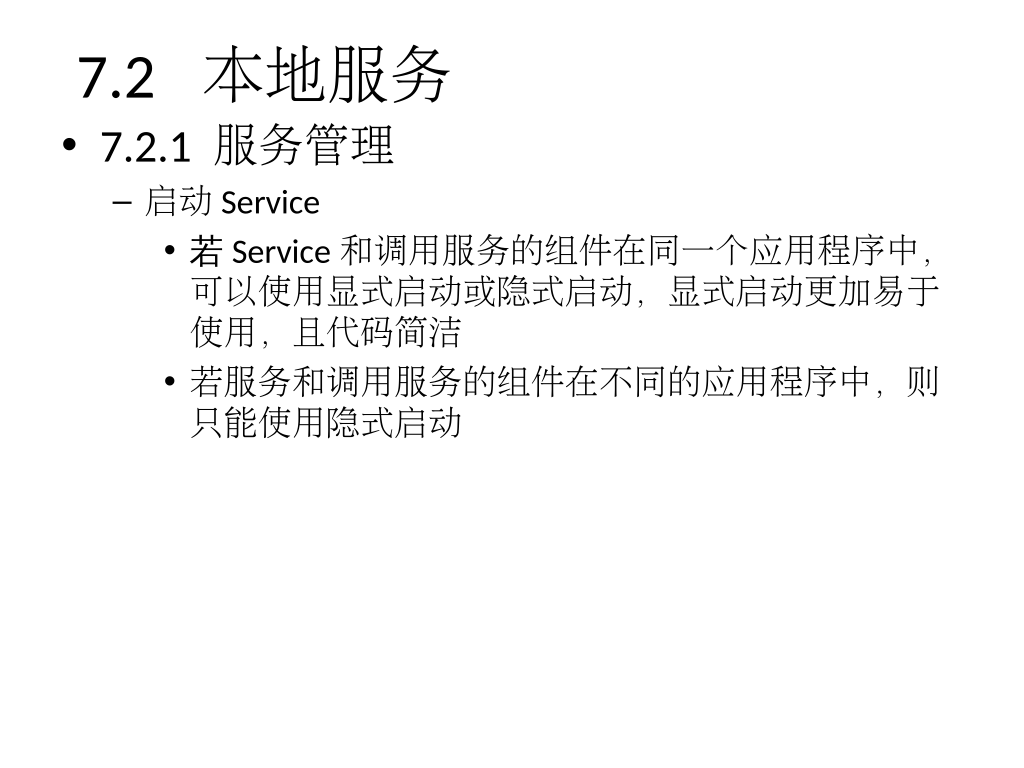 7.2 本地服务
• 7.2.1 服务管理
– 启动 Service
• 若 Service 和调用服务的组件在同一个应用程序中，
可以使用显式启动或隐式启动，显式启动更加易于
使用，且代码简洁
• 若服务和调用服务的组件在不同的应用程序中，则
只能使用隐式启动